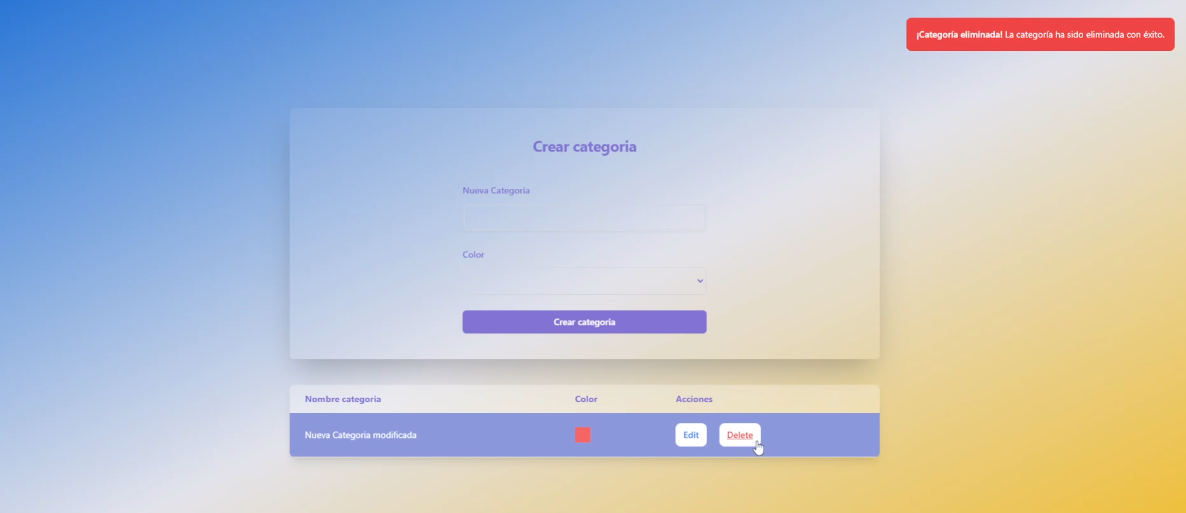 ¡Categoría eliminada! La categoría ha sido eliminada con éxito.
Crear categoria
Nueva Categoria
Color
Crear categoria
Nombre categoria Color Acciones
Nueva Categoria modificada Edit Delete